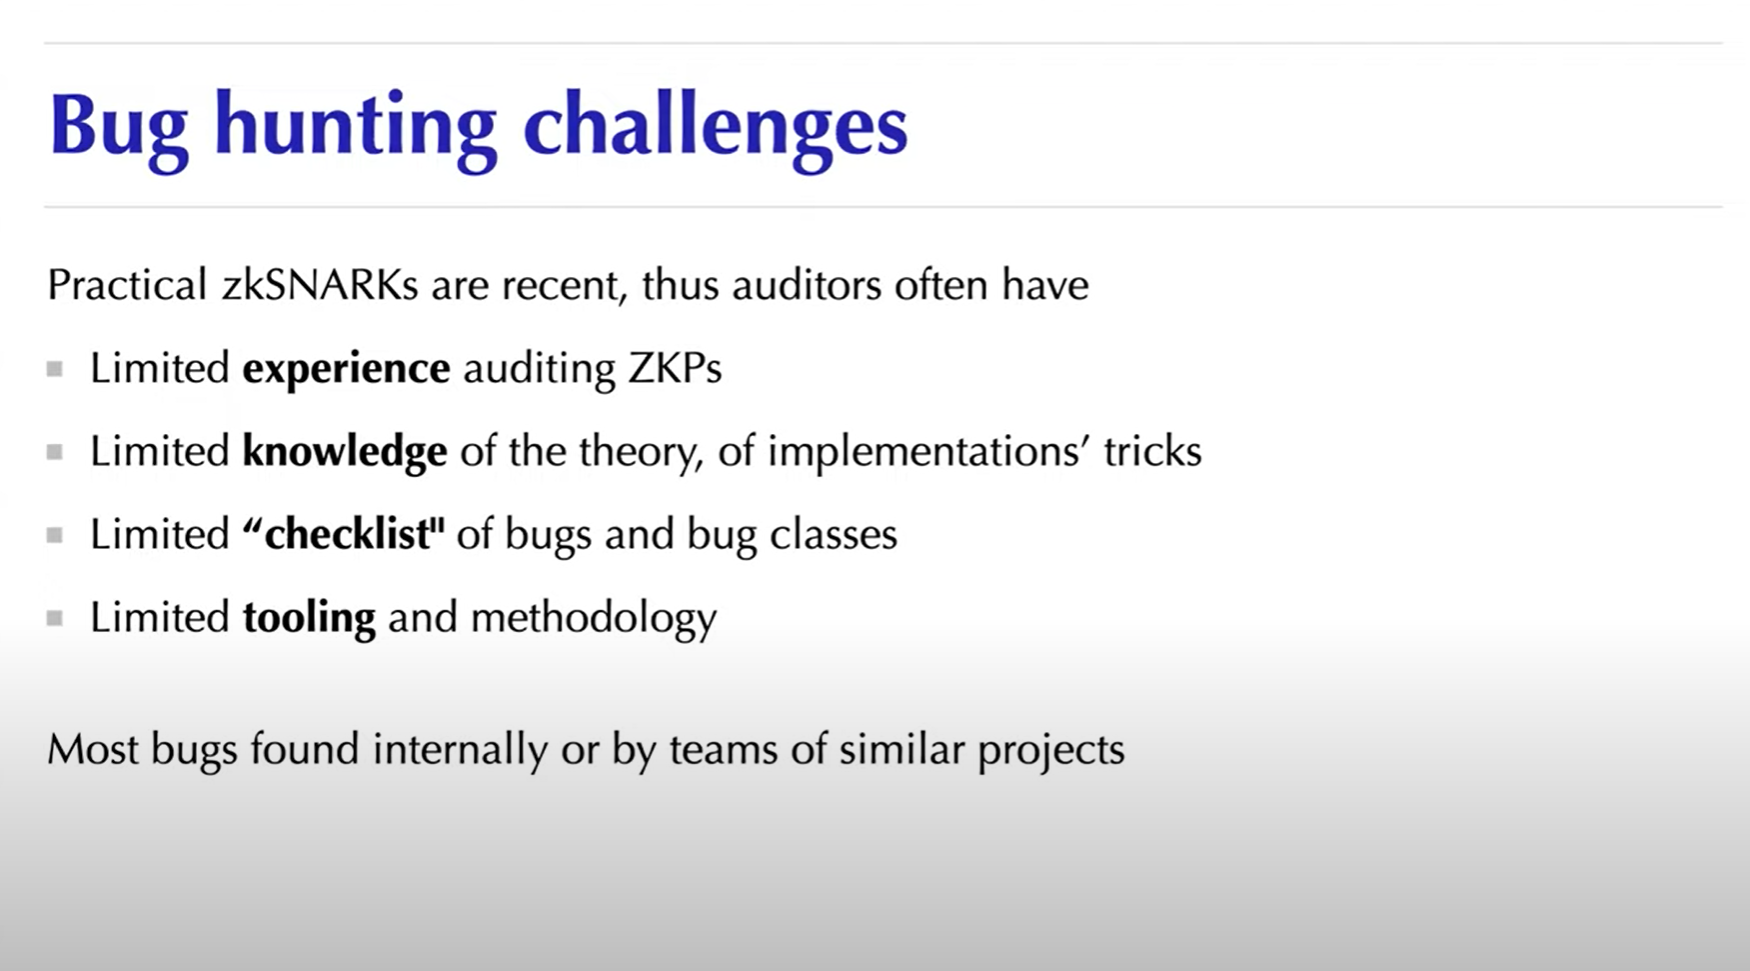 Bug hunting challenges
Practical zkSNARKs are recent, thus auditors often have
Limited experience auditing ZKPs
Limited knowledge of the theory, of implementations’ tricks
Limited “checklist" of bugs and bug classes
Limited tooling and methodology
Most bugs found internally or by teams of similar projects